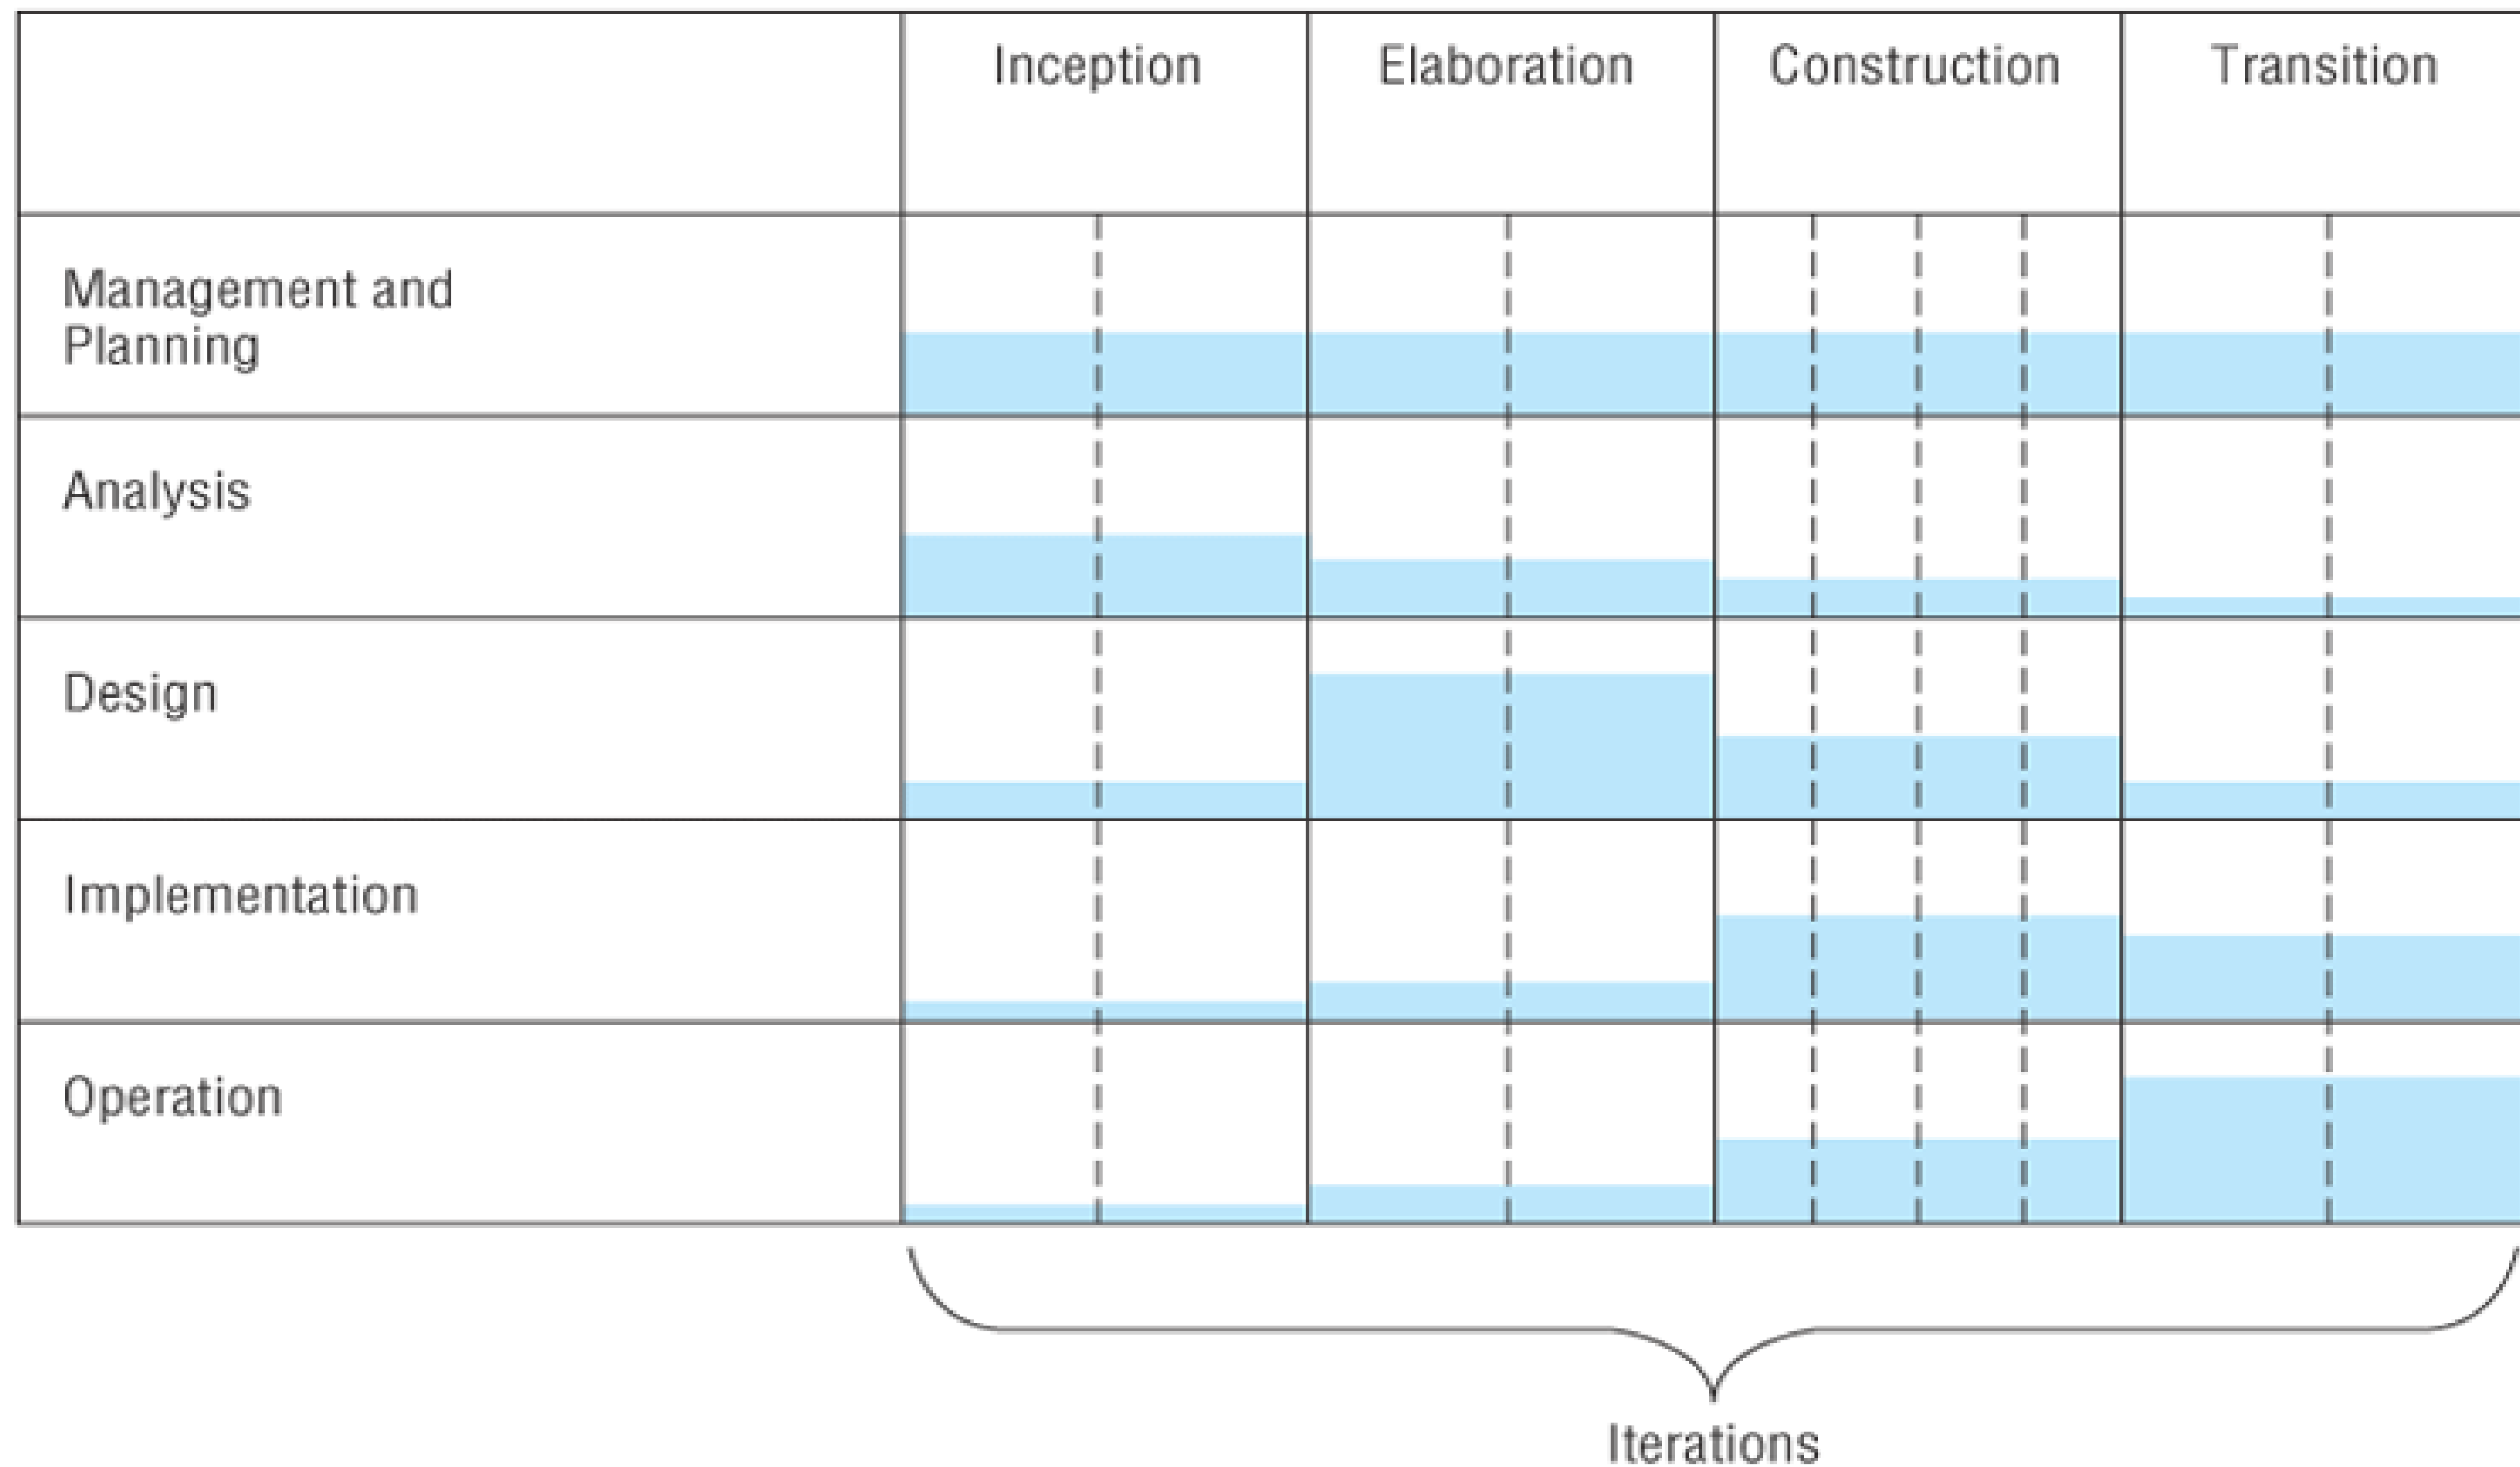 Inception Elaboration Construction Transition
Management and
Planning
Analysis
Design
Implementation
Operation
Iterations